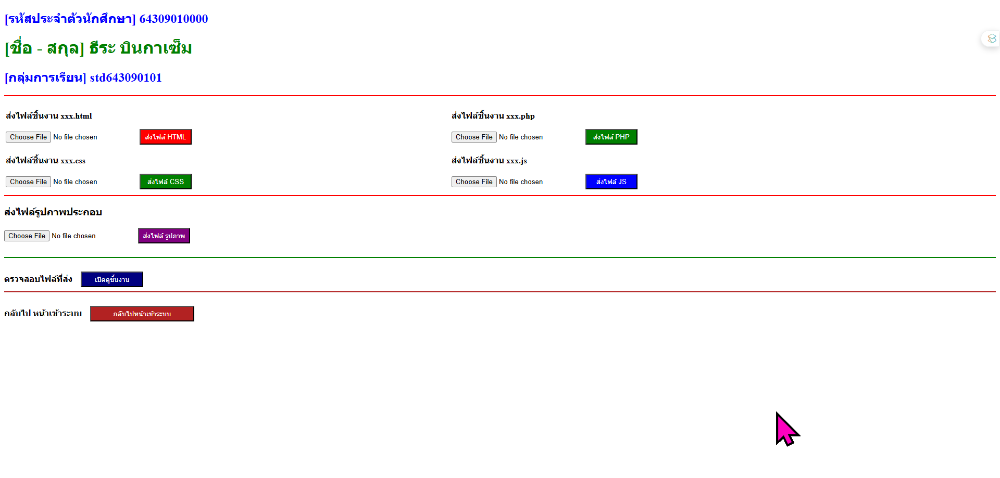 [รหัสประจำตัวนักศึกษา] 64309010000
[ชื่อ - สกุล] ธีระ บินกาเซ็ม
[กลุ่มการเรียน] std643090101
ส่งไฟล์ชิ้นงาน xxx.html
ส่งไฟล์ชิ้นงาน xxx.php
Choose File No file chosen ส่งไฟล์ HTML
Choose File No file chosen ส่งไฟล์ PHP
ส่งไฟล์ชิ้นงาน xxx.css
ส่งไฟล์ชิ้นงาน xxx.js
Choose File No file chosen ส่งไฟล์ CSS
Choose File No file chosen ส่งไฟล์ JS
ส่งไฟล์รูปภาพประกอบ
Choose File No file chosen ส่งไฟล์ รูปภาพ
ตรวจสอบไฟล์ที่ส่ง เปิดดูชิ้นงาน
กลับไป หน้าเข้าระบบ กลับไปหน้าเข้าระบบ